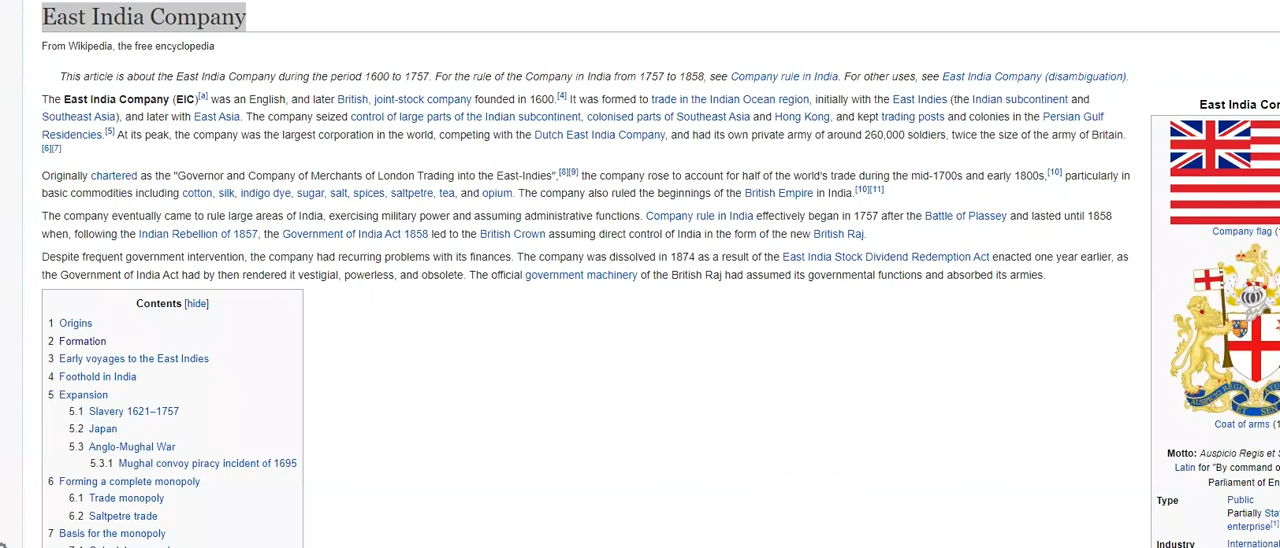 East India Company
From Wikipedia, the free encyclopedia
This article is about the East India Company during the period 1600 to 1757. For the rule of the Company in India from 1757 to 1858, see Company rule in India. For other uses, see East India Company (disambiguation).
The East India Company (EIC)[a] was an English, and later British, joint-stock company founded in 1600.[4] It was formed to trade in the Indian Ocean region, initially with the East Indies (the Indian subcontinent and
Southeast Asia), and later with East Asia. The company seized control of large parts of the Indian subcontinent, colonised parts of Southeast Asia and Hong Kong, and kept trading posts and colonies in the Persian Gulf
Residencies.[5] At its peak, the company was the largest corporation in the world, competing with the Dutch East India Company, and had its own private army of around 260,000 soldiers, twice the size of the army of Britain.
[6][7]
Originally chartered as the "Governor and Company of Merchants of London Trading into the East-Indies",[8][9] the company rose to account for half of the world's trade during the mid-1700s and early 1800s,[10] particularly in
basic commodities including cotton, silk, indigo dye, sugar, salt, spices, saltpetre, tea, and opium. The company also ruled the beginnings of the British Empire in India.[10][11]
The company eventually came to rule large areas of India, exercising military power and assuming administrative functions. Company rule in India effectively began in 1757 after the Battle of Plassey and lasted until 1858
when, following the Indian Rebellion of 1857, the Government of India Act 1858 led to the British Crown assuming direct control of India in the form of the new British Raj.
Despite frequent government intervention, the company had recurring problems with its finances. The company was dissolved in 1874 as a result of the East India Stock Dividend Redemption Act enacted one year earlier, as
the Government of India Act had by then rendered it vestigial, powerless, and obsolete. The official government machinery of the British Raj had assumed its governmental functions and absorbed its armies.
Contents [hide]
1 Origins
2 Formation
3 Early voyages to the East Indies
4 Foothold in India
5 Expansion
5.1 Slavery 1621–1757
5.2 Japan
5.3 Anglo-Mughal War
5.3.1 Mughal convoy piracy incident of 1695
6 Forming a complete monopoly
6.1 Trade monopoly
6.2 Saltpetre trade
7 Basis for the monopoly
East India Co
Company flag (
AUSPICIO REGIS
ET SEN
Coat of arms (1
Motto: Auspicio Regis et S
Latin for "By command o
Parliament of En
Type Public
Partially Sta
enterprise[1]
Industry International